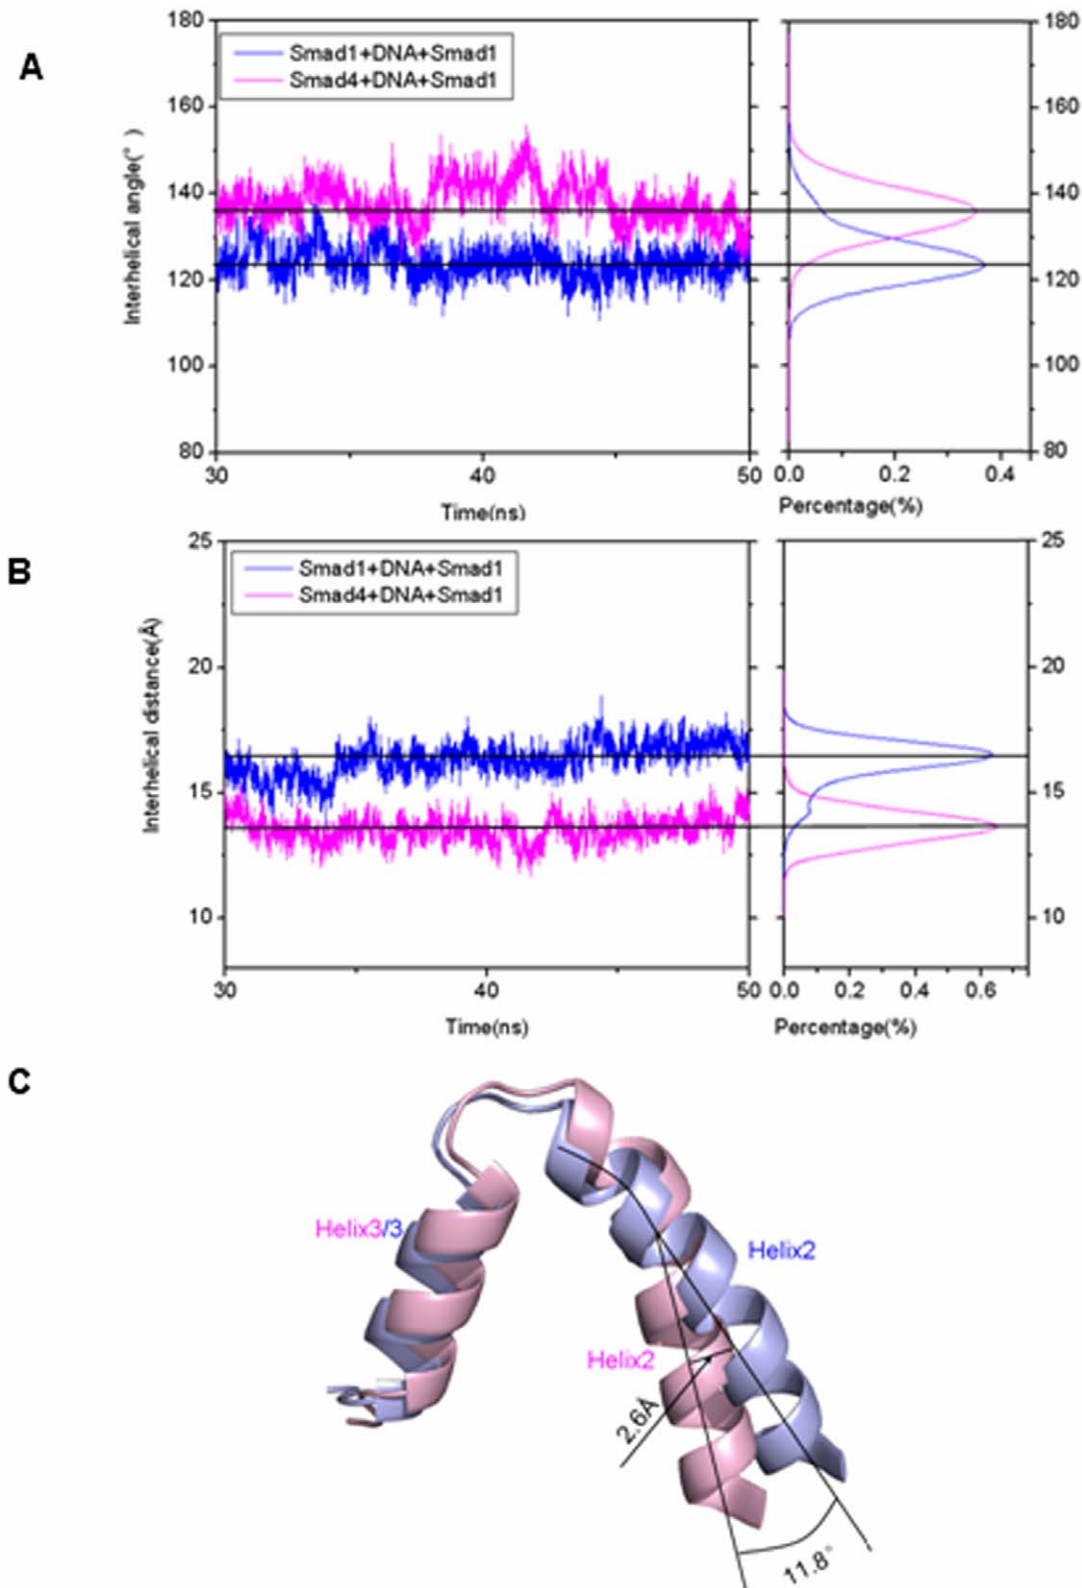 A
Smad1+DNA+Smad1
Smad4+DNA+Smad1
Interhelical angle(°)
180
160
140
120
100
80
30
40
50
Time(ns)
180
160
140
120
100
80
0.0
0.2
0.4
Percentage(%)
B
Smad1+DNA+Smad1
Smad4+DNA+Smad1
Interhelical distance(Å)
25
20
15
10
30
40
50
Time(ns)
25
20
15
10
0.0
0.2
0.4
0.6
Percentage(%)
C
Helix3/3
Helix2
Helix2
2.6Å
11.8°